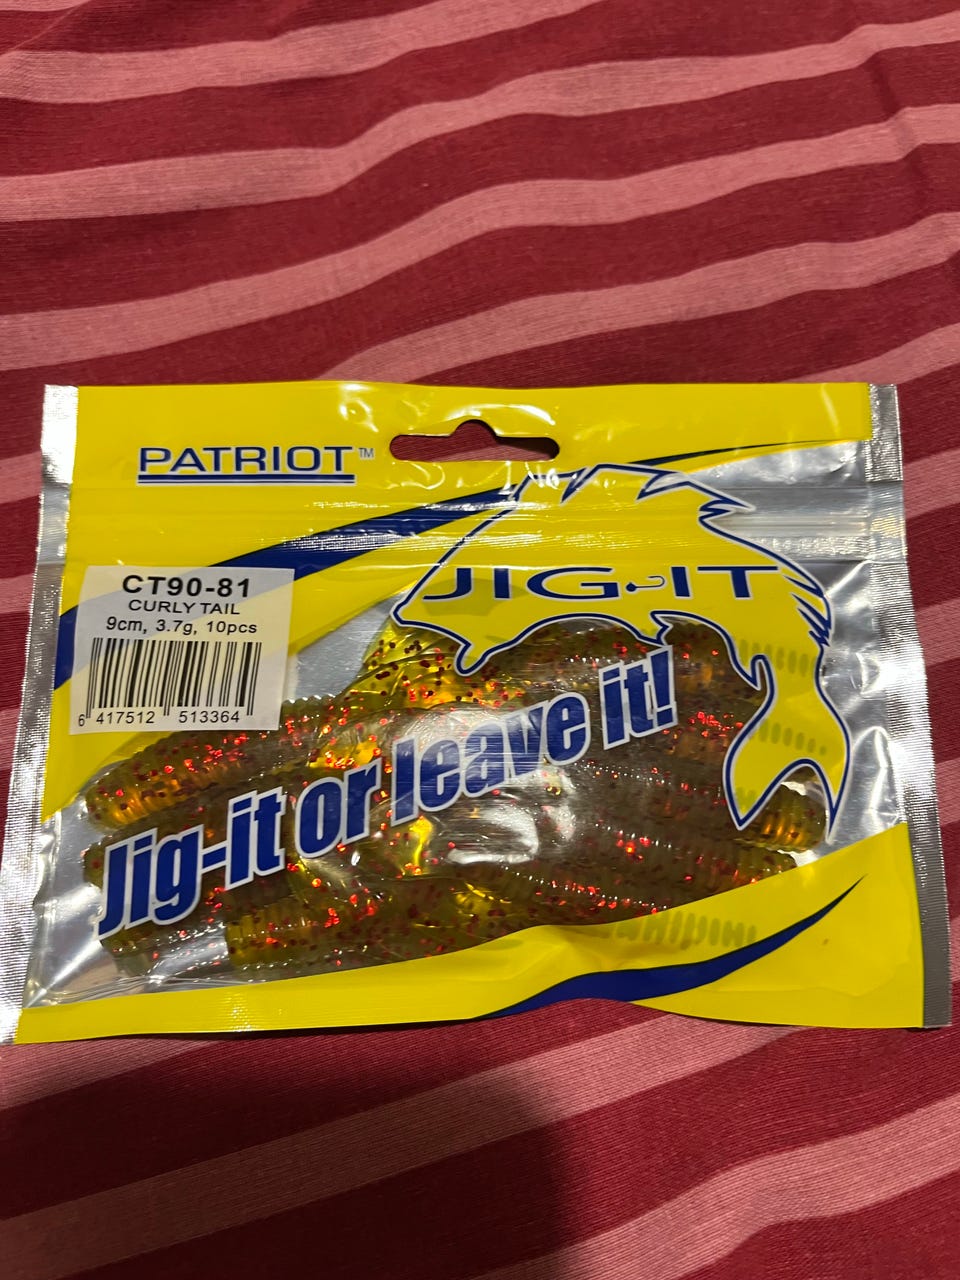 PATRIOT™
JIG-IT
CT90-81
CURLY TAIL
9cm, 3.7g, 10pcs
6 417512 513364
Jig-it or leave it!